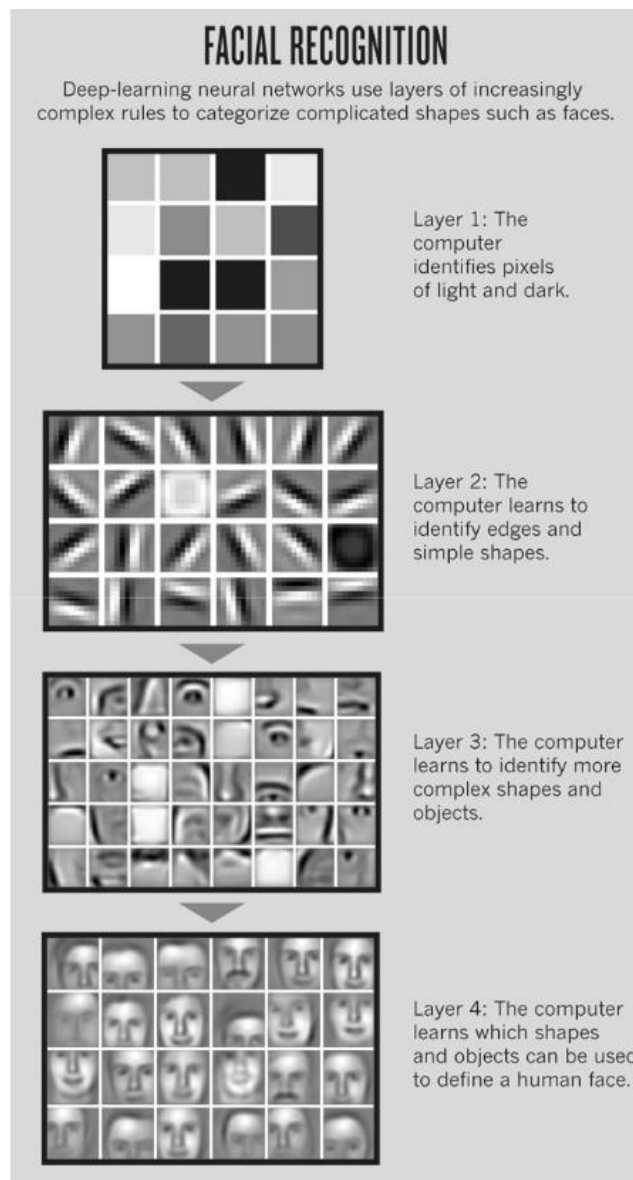 FACIAL RECOGNITION
Deep-learning neural networks use layers of increasingly
complex rules to categorize complicated shapes such as faces.
Layer 1: The
computer
identifies pixels
of light and dark.
Layer 2: The
computer learns to
identify edges and
simple shapes.
Layer 3: The computer
learns to identify more
complex shapes and
objects.
Layer 4: The computer
learns which shapes
and objects can be used
to define a human face.